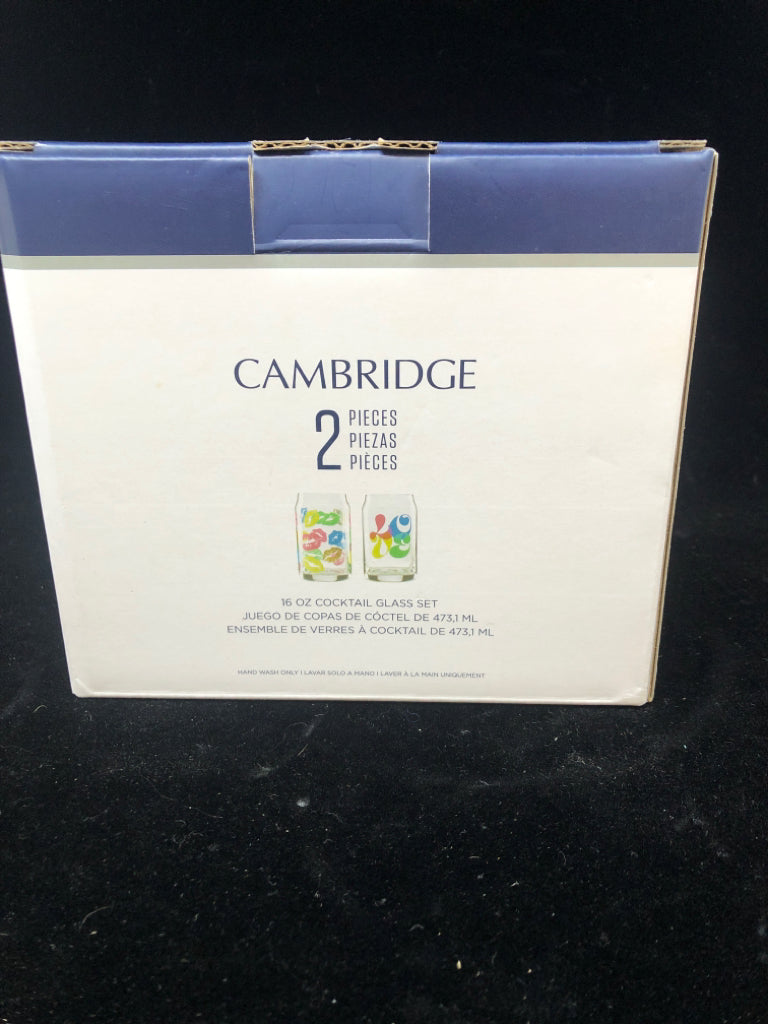 CAMBRIDGE
2 PIECES
PIEZAS
PIÈCES
16 OZ COCKTAIL GLASS SET
JUEGO DE COPAS DE CÓCTEL DE 473,1 ML
ENSEMBLE DE VERRES À COCKTAIL DE 473,1 ML
HAND WASH ONLY | LAVAR SOLO A MANO | LAVER À LA MAIN UNIQUEMENT